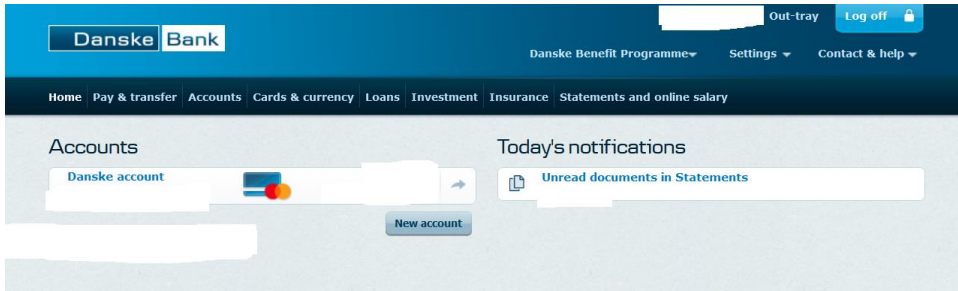 Out-tray Log off
Danske Bank
Danske Benefit Programme Settings Contact & help
Home Pay & transfer Accounts Cards & currency Loans Investment Insurance Statements and online salary
Accounts
Danske account
New account
Today's notifications
Unread documents in Statements